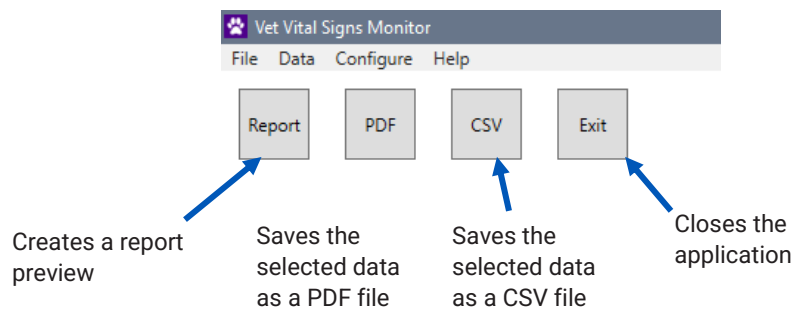 Vet Vital Signs Monitor
File Data Configure Help
Report PDF CSV Exit
Creates a report
preview
Saves the
selected data
as a PDF file
Saves the
selected data
as a CSV file
Closes the
application